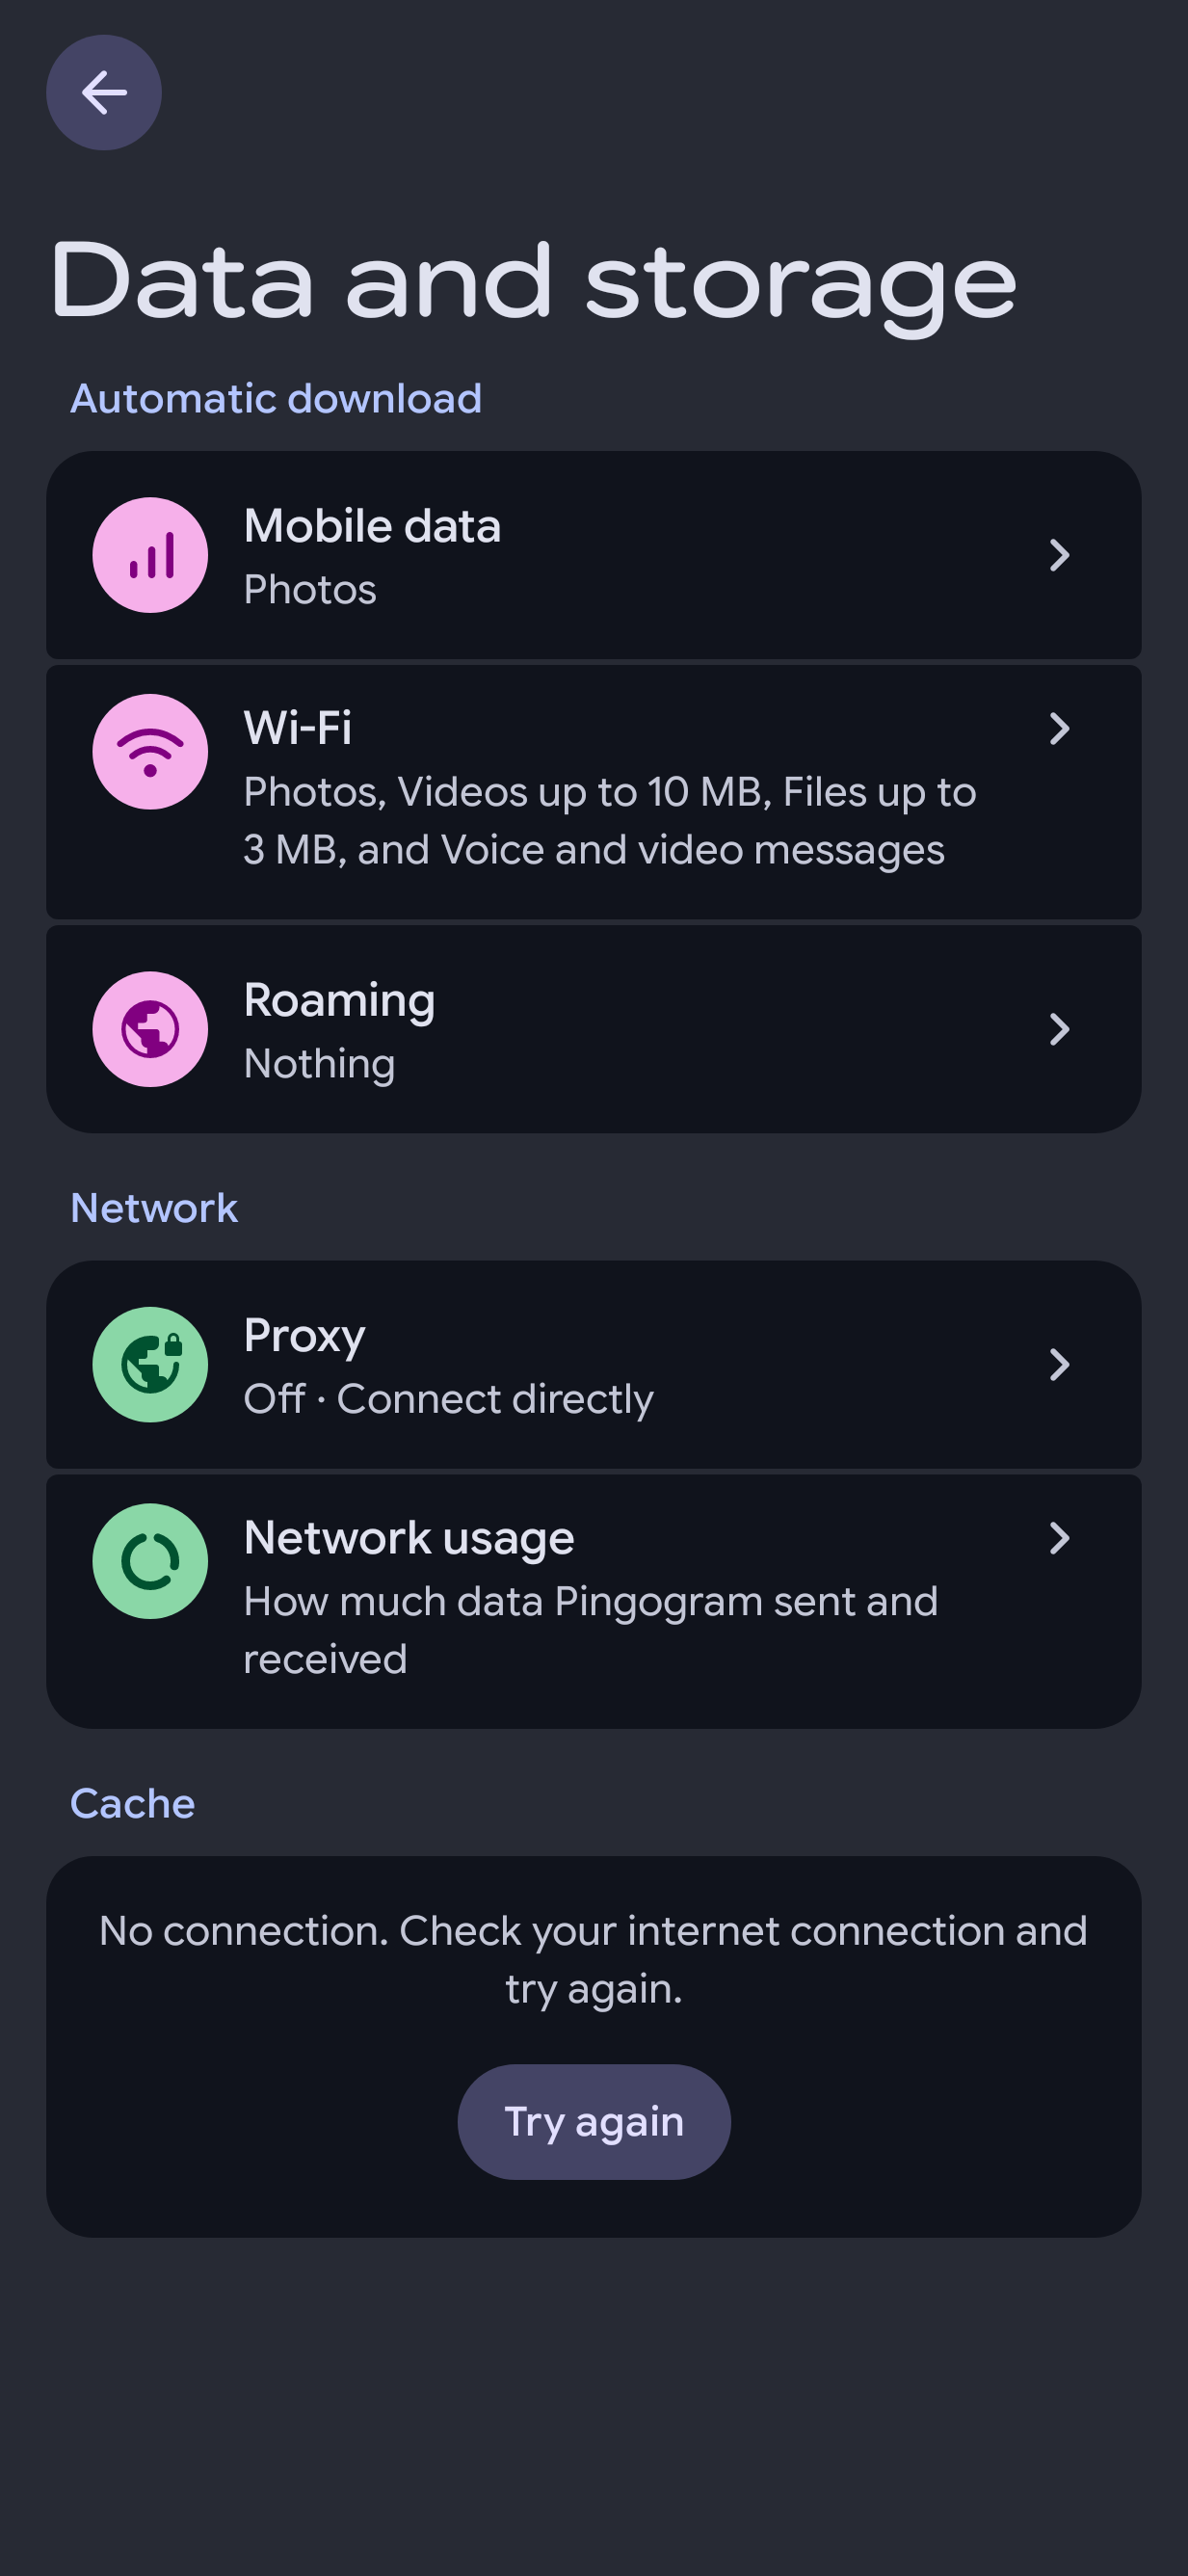 Data and storage
Automatic download
Mobile data
Photos
Wi-Fi
Photos, Videos up to 10 MB, Files up to
3 MB, and Voice and video messages
Roaming
Nothing
Network
Proxy
Off · Connect directly
Network usage
How much data Pingogram sent and
received
Cache
No connection. Check your internet connection and
try again.
Try again